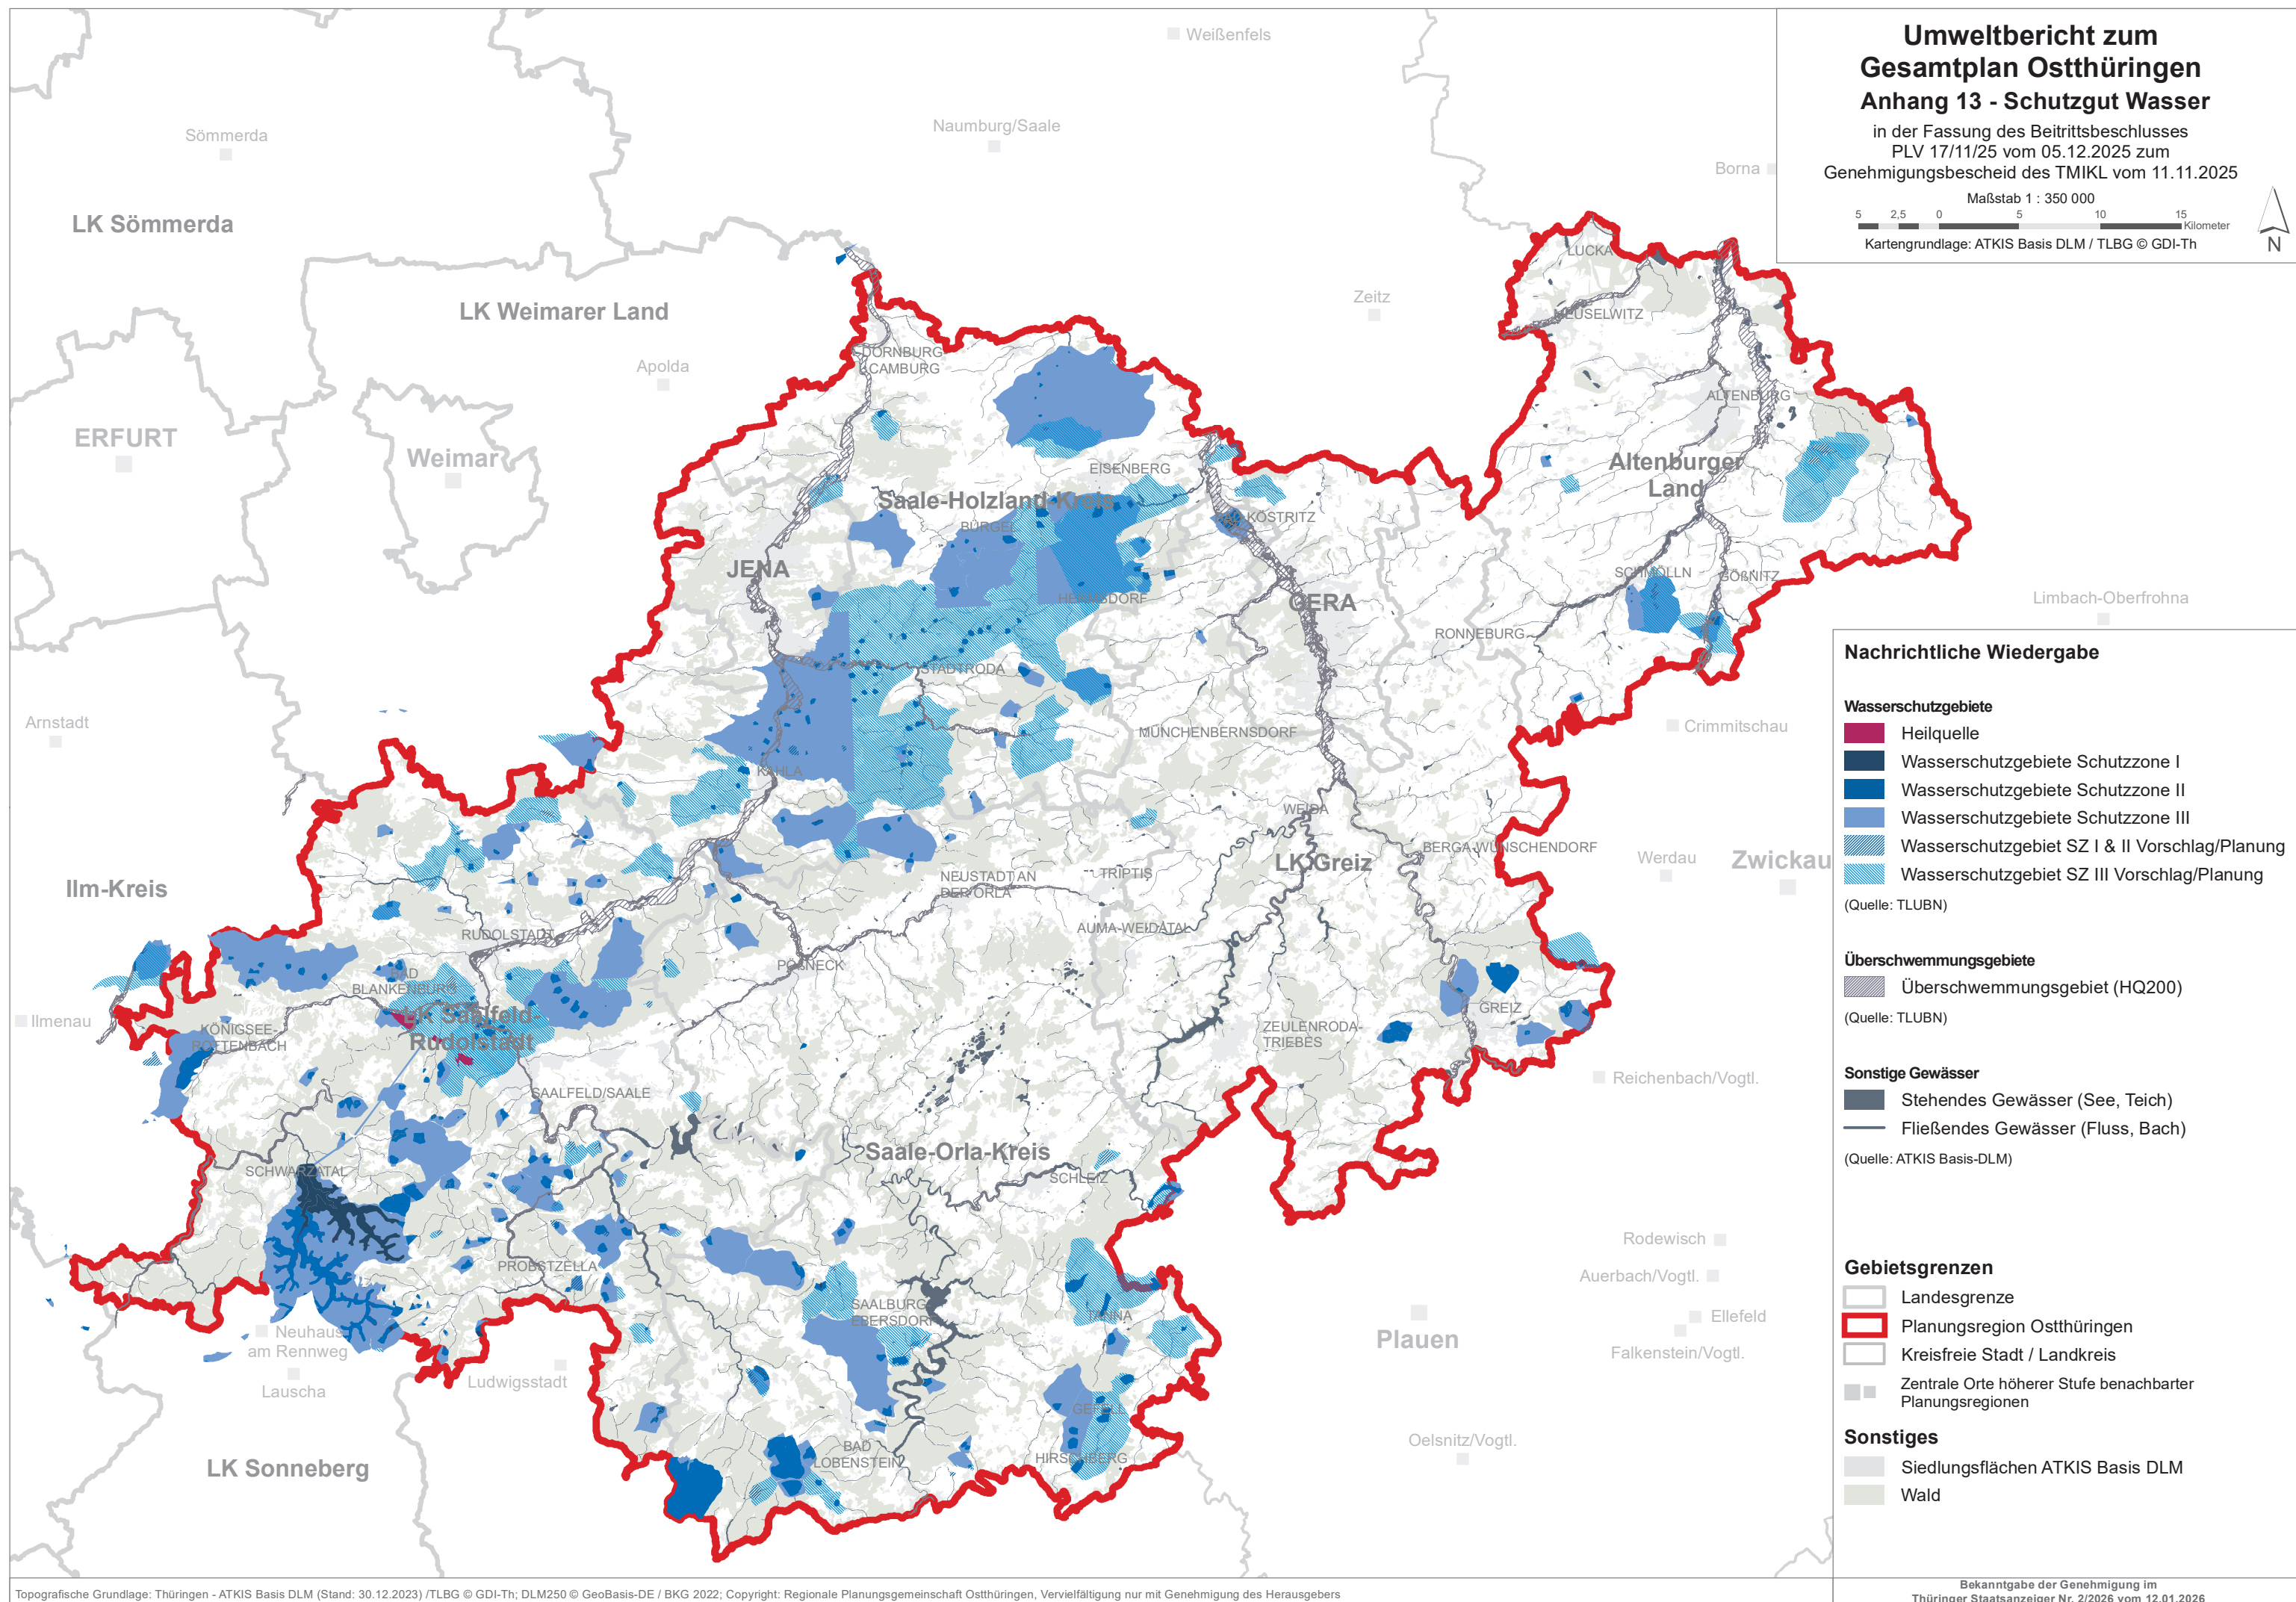 Umweltbericht zum
Gesamtplan Ostthüringen
Anhang 13 - Schutzgut Wasser
in der Fassung des Beitrittsbeschlusses
PLV 17/11/25 vom 05.12.2025 zum
Genehmigungsbescheid des TMIKL vom 11.11.2025
Maßstab 1 : 350 000
5 2,5 0 5 10 15
Kilometer
Kartengrundlage: ATKIS Basis DLM / TLBG © GDI-Th
N
Weißenfels
Naumburg/Saale
Sömmerda
Borna
LK Sömmerda
LUCKA
Zeitz
LK Weimarer Land
MEUSELWITZ
DORNBURG-
CAMBURG
Apolda
ALTENBURG
ERFURT
Weimar
EISENBERG
Altenburger
Land
Saale-Holzland-Kreis
BÜRGEL
BAD KÖSTRITZ
JENA
SCHMÖLLN
GÖßNITZ
HERMSDORF
GERA
Limbach-Oberfrohna
RONNEBURG
STADTRODA
Arnstadt
Crimmitschau
MÜNCHENBERNSDORF
KAHLA
WEIDA
BERGA-WÜNSCHENDORF
Werdau
Zwickau
LK Greiz
Ilm-Kreis
NEUSTADT AN
DER ORLA
TRIPTIS
AUMA-WEIDATAL
RUDOLSTADT
PÖßNECK
BAD
BLANKENBURG
GREIZ
Ilmenau
LK Saalfeld-
Rudolstadt
KÖNIGSEE-
ROTTENBACH
ZEULENRODA-
TRIEBES
Reichenbach/Vogtl.
SAALFELD/SAALE
Saale-Orla-Kreis
SCHWARZATAL
SCHLEIZ
Rodewisch
PROBSTZELLA
Auerbach/Vogtl.
SAALBURG-
EBERSDORF
TANNA
Ellefeld
Neuhaus
am Rennweg
Plauen
Falkenstein/Vogtl.
Lauscha
Ludwigsstadt
GEFELL
Oelsnitz/Vogtl.
BAD
LOBENSTEIN
HIRSCHBERG
LK Sonneberg
Nachrichtliche Wiedergabe
Wasserschutzgebiete
Heilquelle
Wasserschutzgebiete Schutzzone I
Wasserschutzgebiete Schutzzone II
Wasserschutzgebiete Schutzzone III
Wasserschutzgebiet SZ I & II Vorschlag/Planung
Wasserschutzgebiet SZ III Vorschlag/Planung
(Quelle: TLUBN)
Überschwemmungsgebiete
Überschwemmungsgebiet (HQ200)
(Quelle: TLUBN)
Sonstige Gewässer
Stehendes Gewässer (See, Teich)
Fließendes Gewässer (Fluss, Bach)
(Quelle: ATKIS Basis-DLM)
Gebietsgrenzen
Landesgrenze
Planungsregion Ostthüringen
Kreisfreie Stadt / Landkreis
Zentrale Orte höherer Stufe benachbarter
Planungsregionen
Sonstiges
Siedlungsflächen ATKIS Basis DLM
Wald
Topografische Grundlage: Thüringen - ATKIS Basis DLM (Stand: 30.12.2023) /TLBG © GDI-Th; DLM250 © GeoBasis-DE / BKG 2022; Copyright: Regionale Planungsgemeinschaft Ostthüringen, Vervielfältigung nur mit Genehmigung des Herausgebers
Bekanntgabe der Genehmigung im
Thüringer Staatsanzeiger Nr. 2/2026 vom 12.01.2026